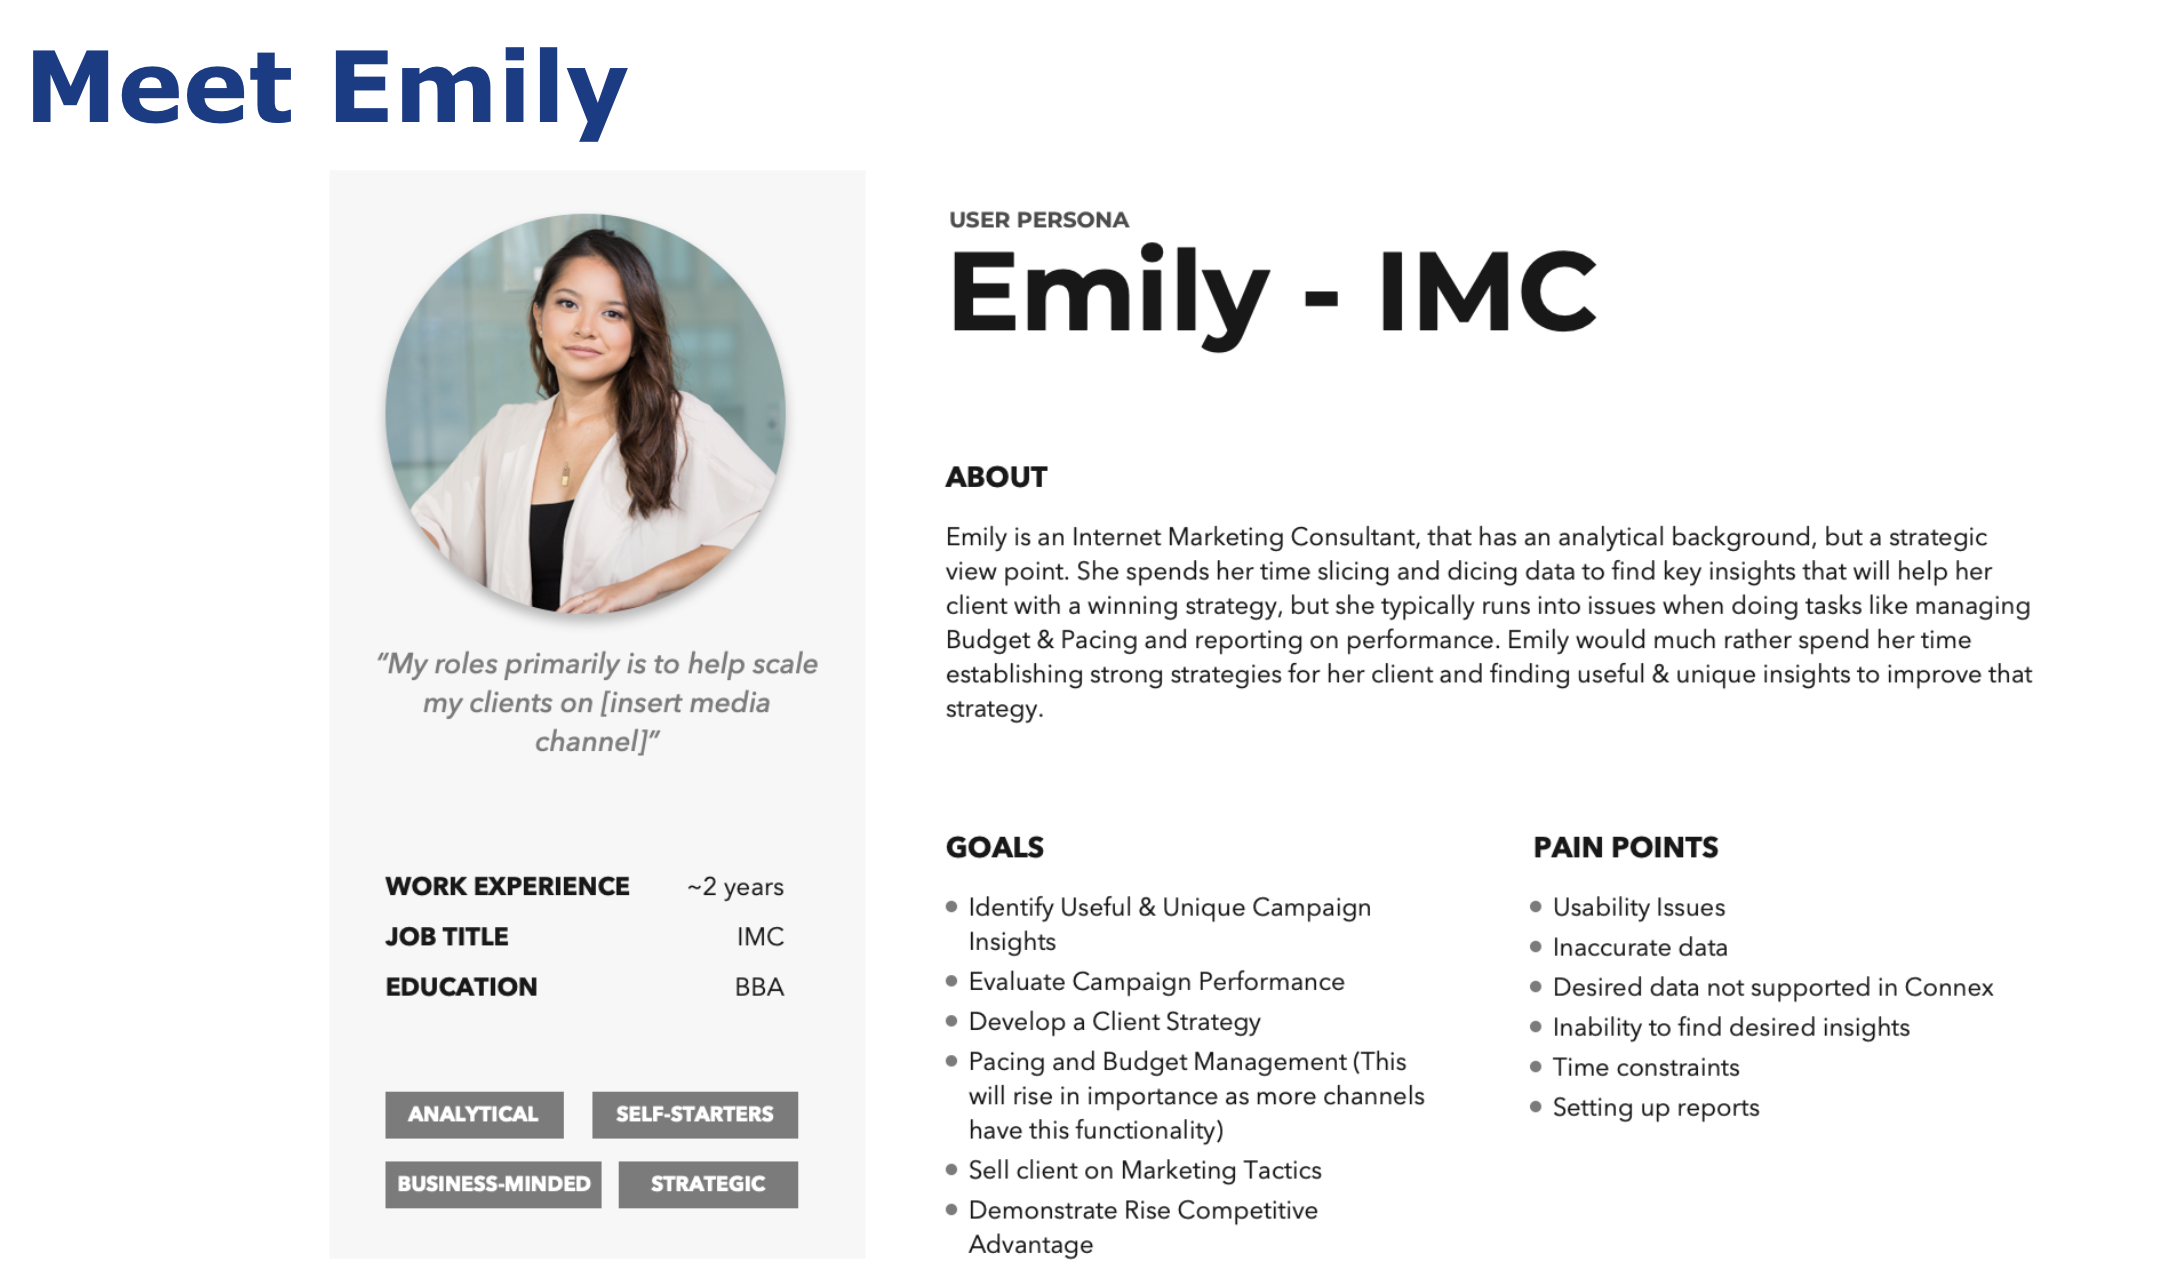 Meet Emily
“My roles primarily is to help scale
my clients on [insert media
channel]”
WORK EXPERIENCE ~2 years
JOB TITLE IMC
EDUCATION BBA
ANALYTICAL SELF-STARTERS
BUSINESS-MINDED STRATEGIC
USER PERSONA
Emily - IMC
ABOUT
Emily is an Internet Marketing Consultant, that has an analytical background, but a strategic
view point. She spends her time slicing and dicing data to find key insights that will help her
client with a winning strategy, but she typically runs into issues when doing tasks like managing
Budget & Pacing and reporting on performance. Emily would much rather spend her time
establishing strong strategies for her client and finding useful & unique insights to improve that
strategy.
GOALS
Identify Useful & Unique Campaign
Insights
Evaluate Campaign Performance
Develop a Client Strategy
Pacing and Budget Management (This
will rise in importance as more channels
have this functionality)
Sell client on Marketing Tactics
Demonstrate Rise Competitive
Advantage
PAIN POINTS
Usability Issues
Inaccurate data
Desired data not supported in Connex
Inability to find desired insights
Time constraints
Setting up reports